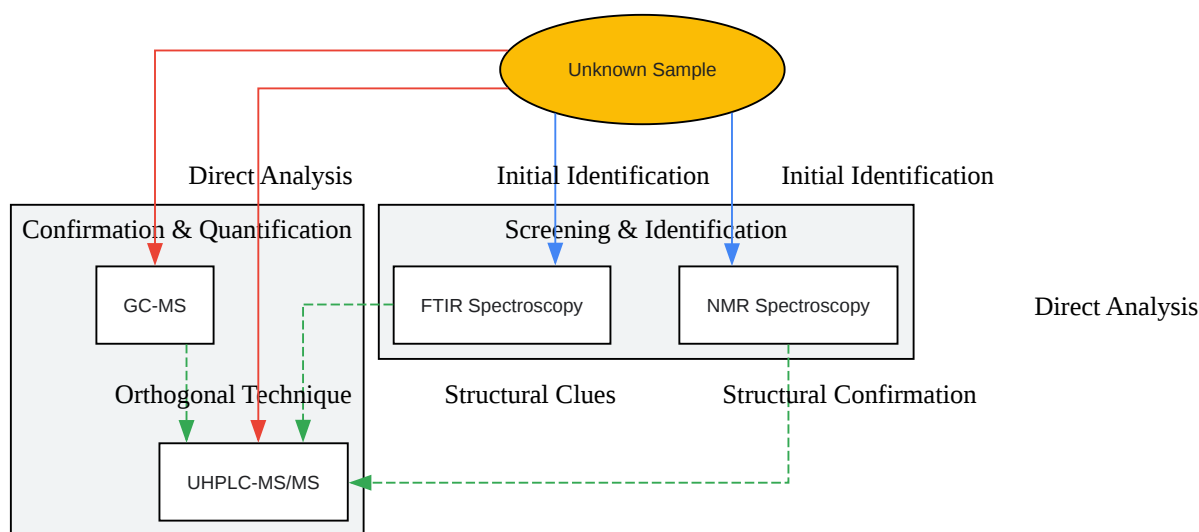 Unknown Sample
Direct Analysis
Initial Identification
Initial Identification
Confirmation & Quantification
Screening & Identification
GC-MS
FTIR Spectroscopy
NMR Spectroscopy
Direct Analysis
Orthogonal Technique
Structural Clues
Structural Confirmation
UHPLC-MS/MS